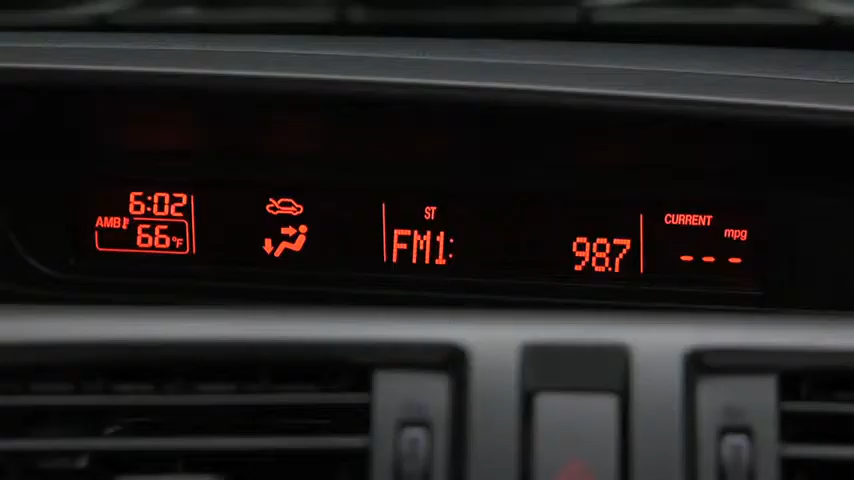 6:02
AMB 66°F
ST
FM1: 98.7
CURRENT
mpg
---